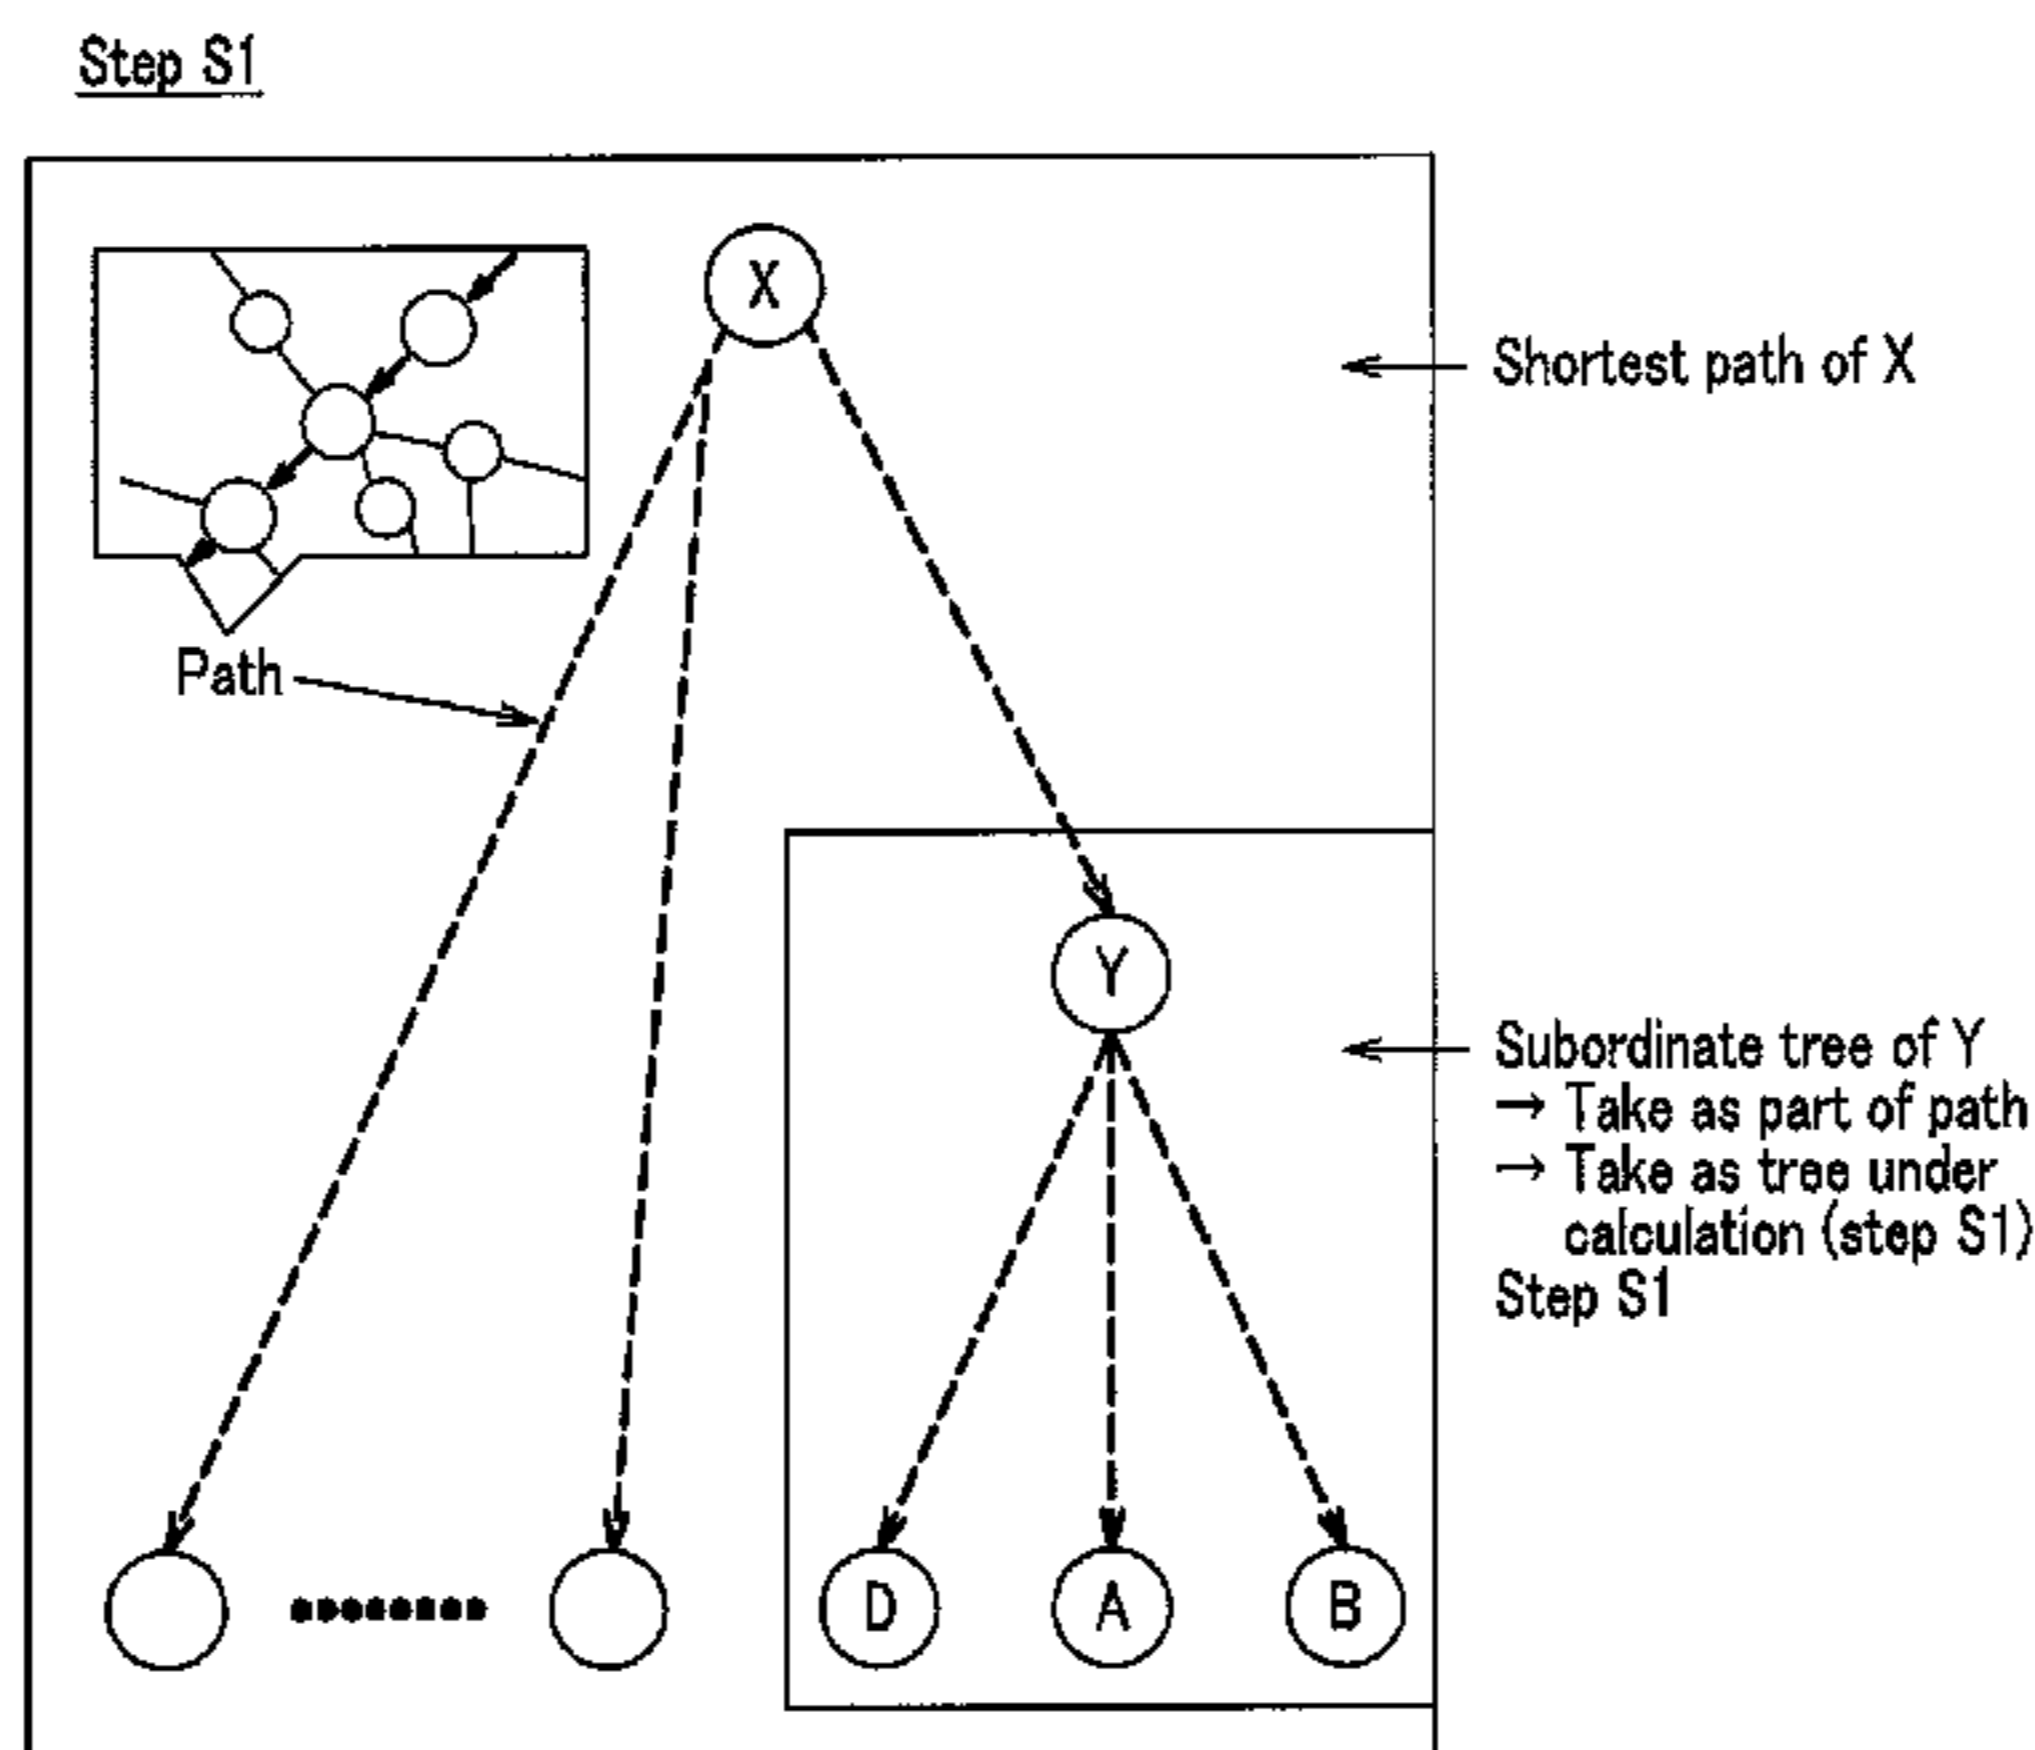 Step S1
X
Shortest path of X
Path
Y
Subordinate tree of Y
→ Take as part of path
→ Take as tree under
calculation (step S1)
Step S1
D
A
B